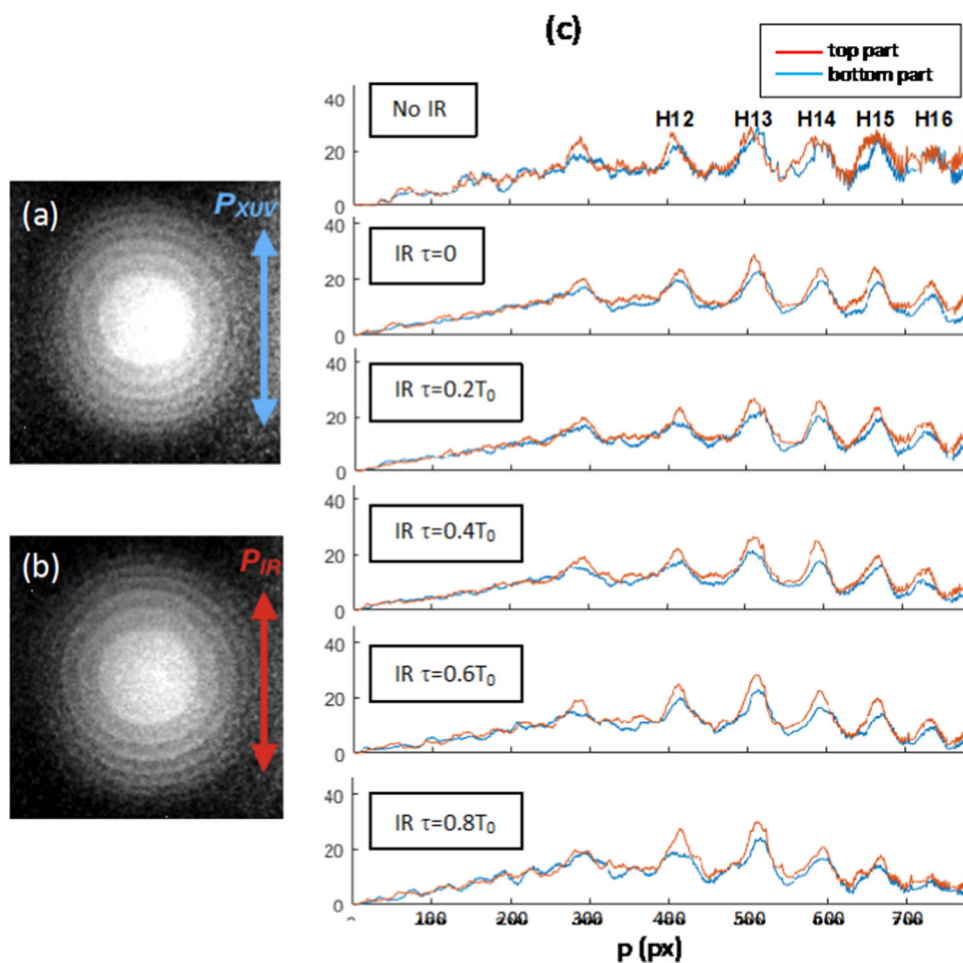 (c)
top part
bottom part
(a)
P_XUV
(b)
P_IR
No IR
H12 H13 H14 H15 H16
40
20
0
IR τ=0
40
20
0
IR τ=0.2T₀
40
20
0
IR τ=0.4T₀
40
20
0
IR τ=0.6T₀
40
20
0
IR τ=0.8T₀
40
20
0
100 200 300 400 500 600 700
p (px)